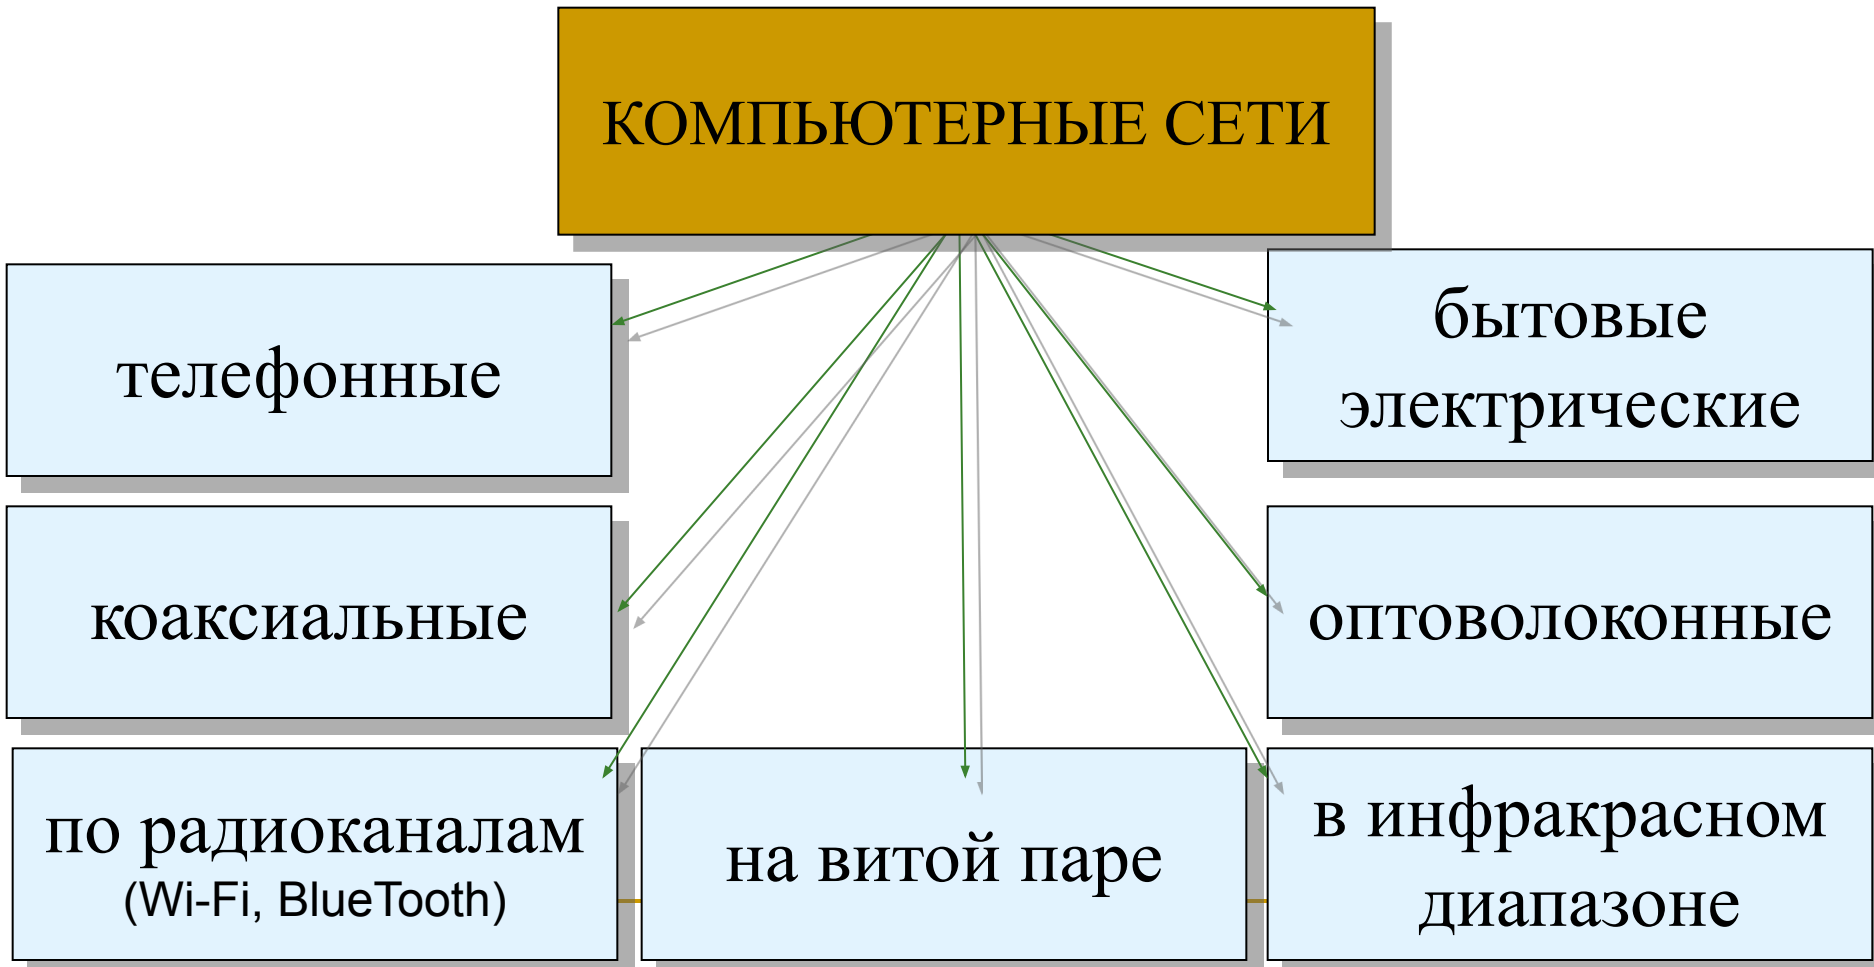 КОМПЬЮТЕРНЫЕ СЕТИ
телефонные
бытовые
электрические
коаксиальные
оптоволоконные
по радиоканалам
(Wi-Fi, BlueTooth)
на витой паре
в инфракрасном
диапазоне